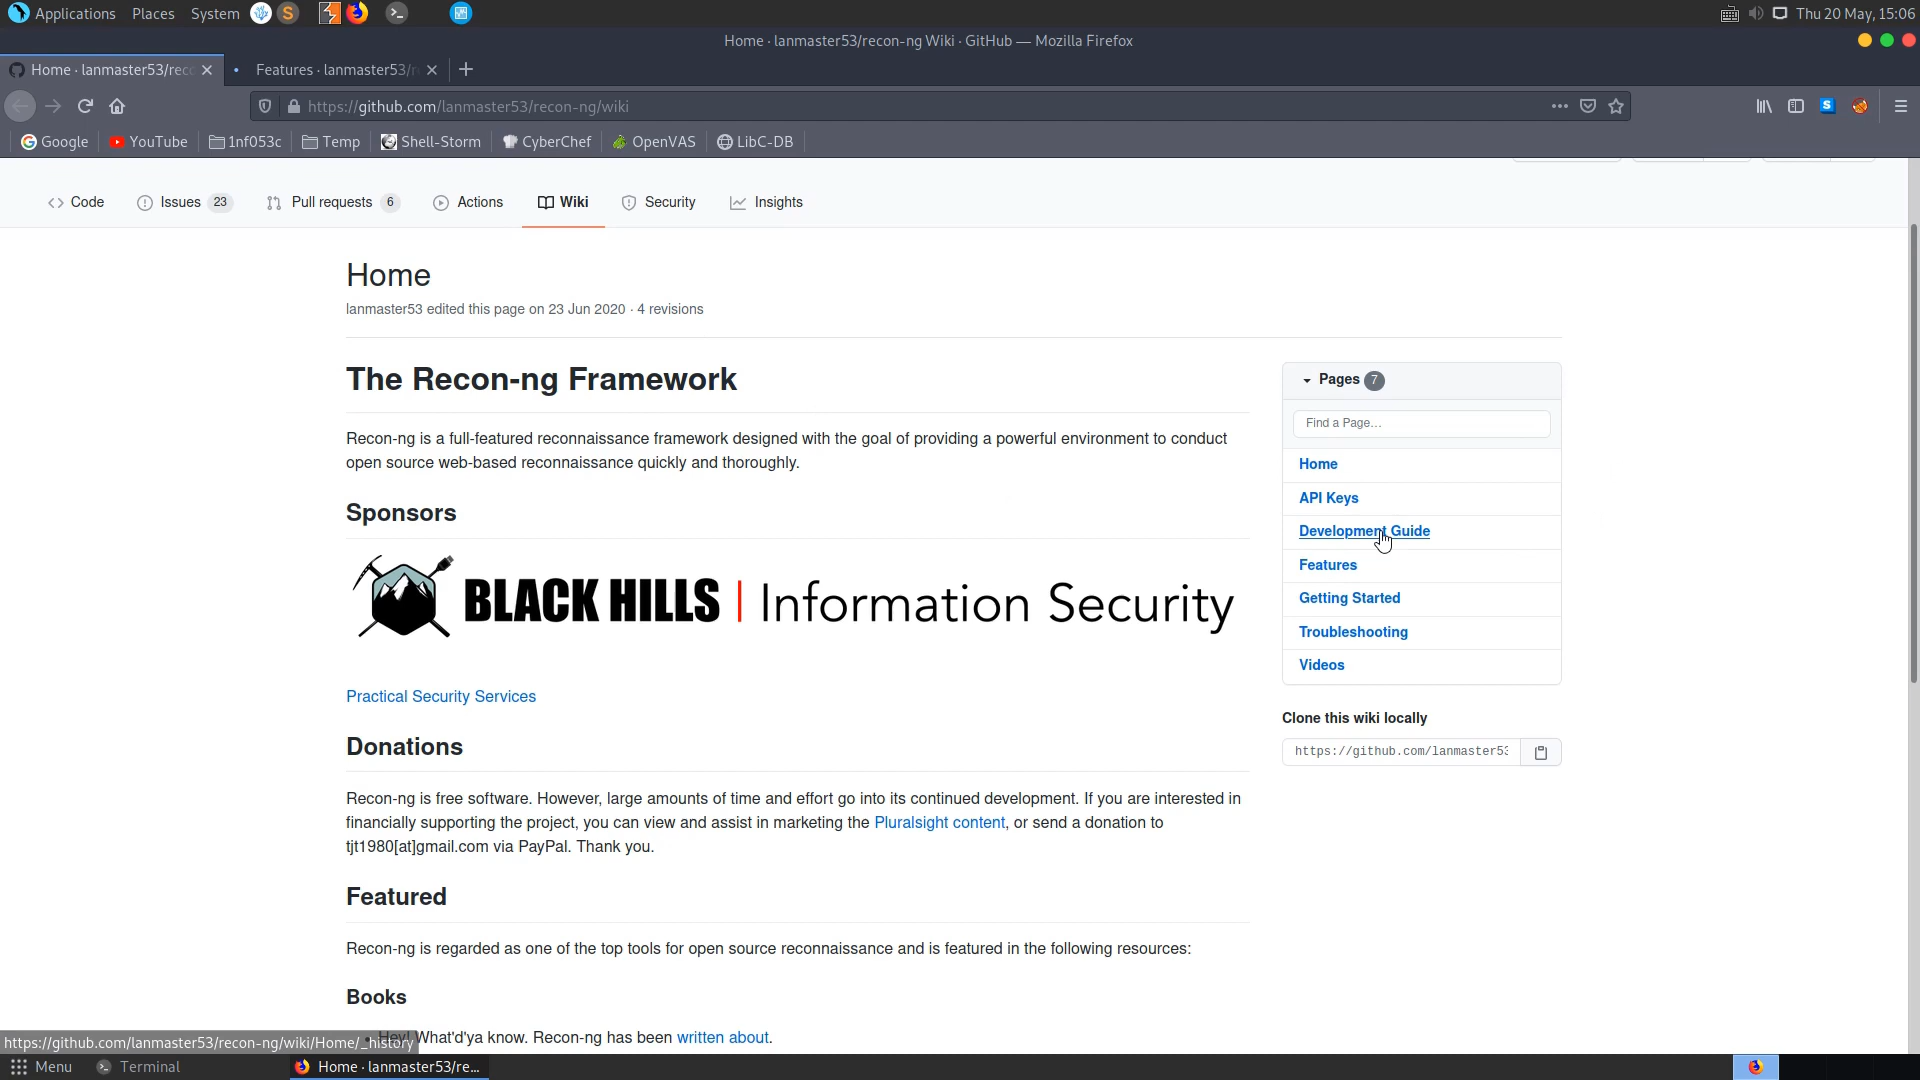 Applications Places System S Thu 20 May, 15:06
Home · lanmaster53/recon-ng Wiki · GitHub — Mozilla Firefox
Home · lanmaster53/reco Features · lanmaster53/r
https://github.com/lanmaster53/recon-ng/wiki S
Google YouTube 1nf053c Temp Shell-Storm CyberChef OpenVAS LibC-DB
Code Issues 23 Pull requests 6 Actions Wiki Security Insights
Home
lanmaster53 edited this page on 23 Jun 2020 · 4 revisions
The Recon-ng Framework
Recon-ng is a full-featured reconnaissance framework designed with the goal of providing a powerful environment to conduct
open source web-based reconnaissance quickly and thoroughly.
Sponsors
BLACK HILLS | Information Security
Practical Security Services
Donations
Recon-ng is free software. However, large amounts of time and effort go into its continued development. If you are interested in
financially supporting the project, you can view and assist in marketing the Pluralsight content, or send a donation to
tjt1980[at]gmail.com via PayPal. Thank you.
Featured
Recon-ng is regarded as one of the top tools for open source reconnaissance and is featured in the following resources:
Books
Hey! What'd'ya know. Recon-ng has been written about.
Pages 7
Find a Page…
Home
API Keys
Development Guide
Features
Getting Started
Troubleshooting
Videos
Clone this wiki locally
https://github.com/lanmaster53
https://github.com/lanmaster53/recon-ng/wiki/Home/_history
Menu Terminal Home · lanmaster53/re...